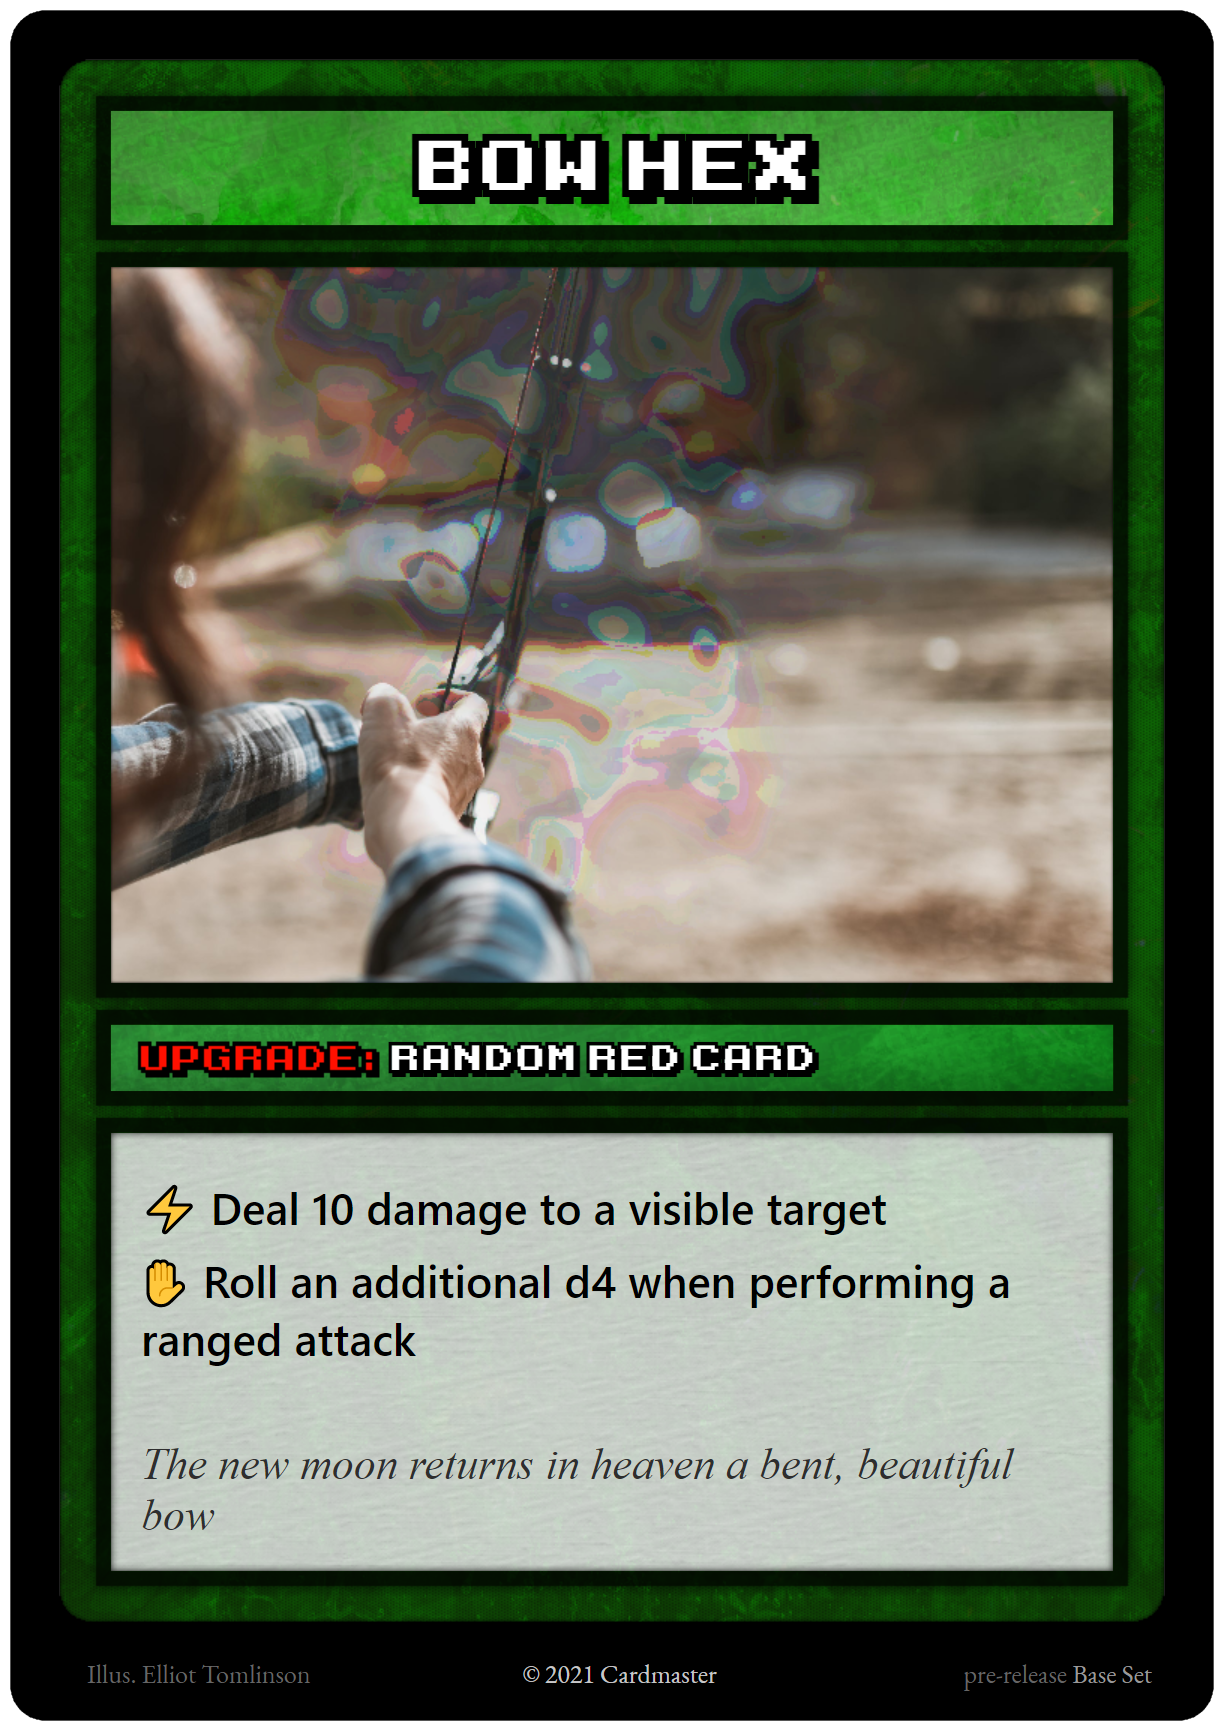 BOW HEX
UPGRADE: RANDOM RED CARD
⚡ Deal 10 damage to a visible target
✋ Roll an additional d4 when performing a
ranged attack
The new moon returns in heaven a bent, beautiful
bow
Illus. Elliot Tomlinson
© 2021 Cardmaster
pre-release Base Set